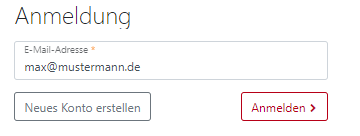 Anmeldung
E-Mail-Adresse *
max@mustermann.de
Neues Konto erstellen
Anmelden